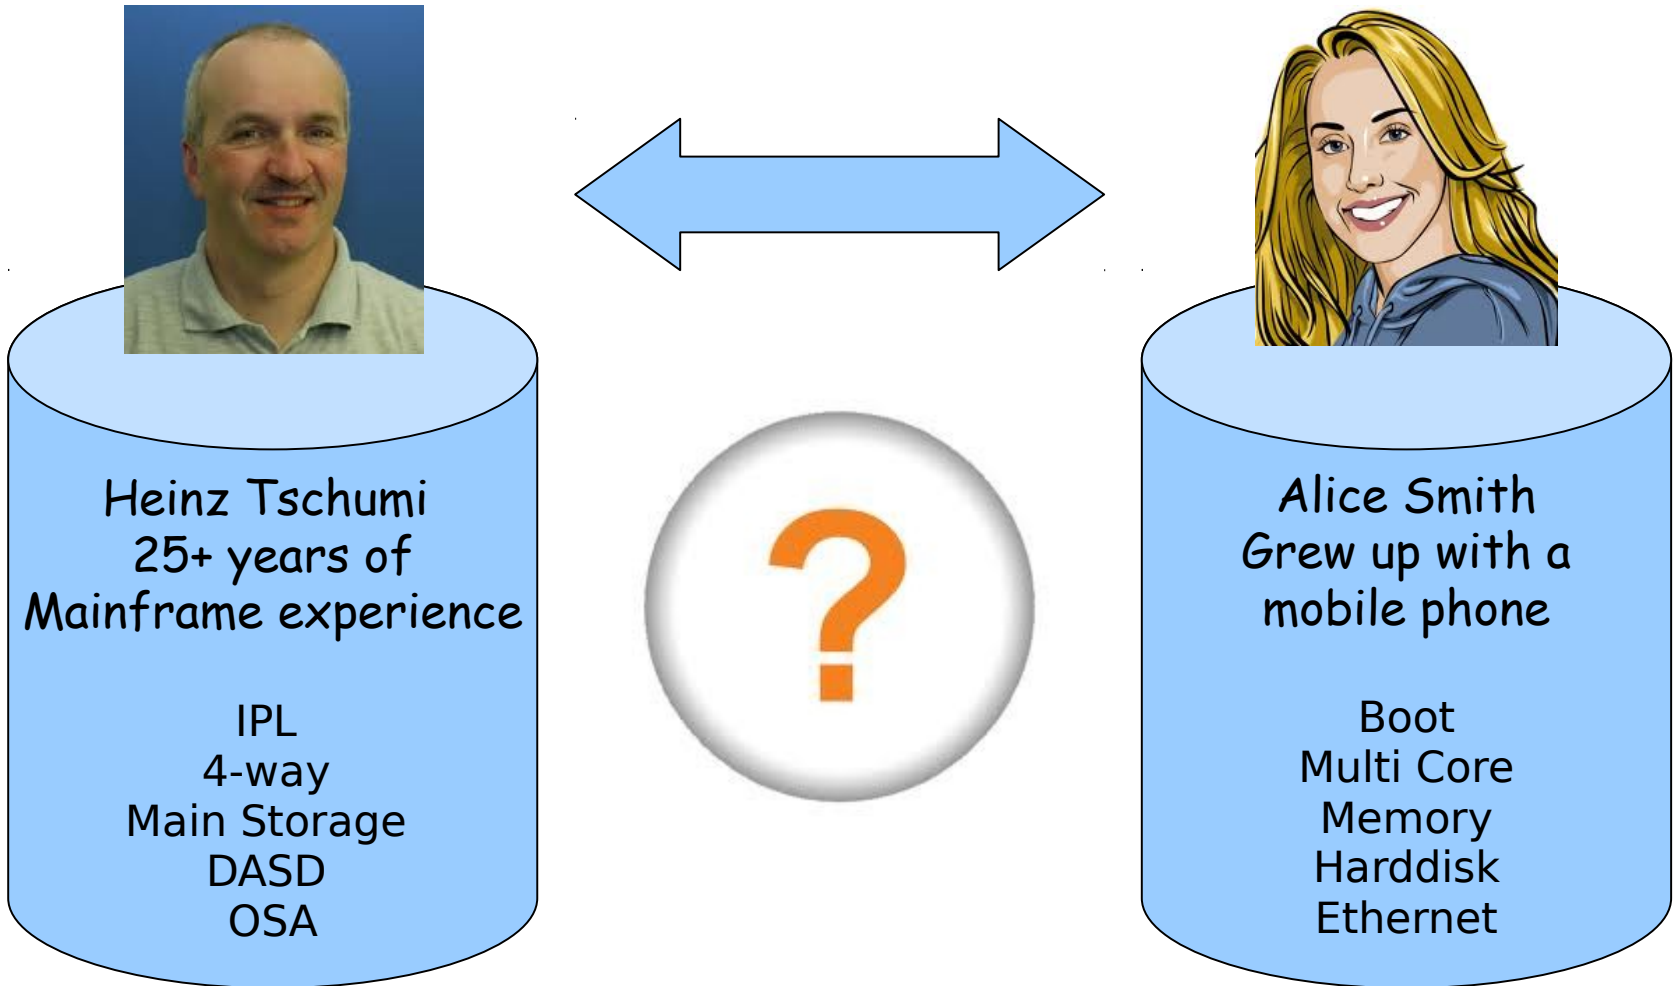 Heinz Tschumi
25+ years of
Mainframe experience
IPL
4-way
Main Storage
DASD
OSA
?
Alice Smith
Grew up with a
mobile phone
Boot
Multi Core
Memory
Harddisk
Ethernet